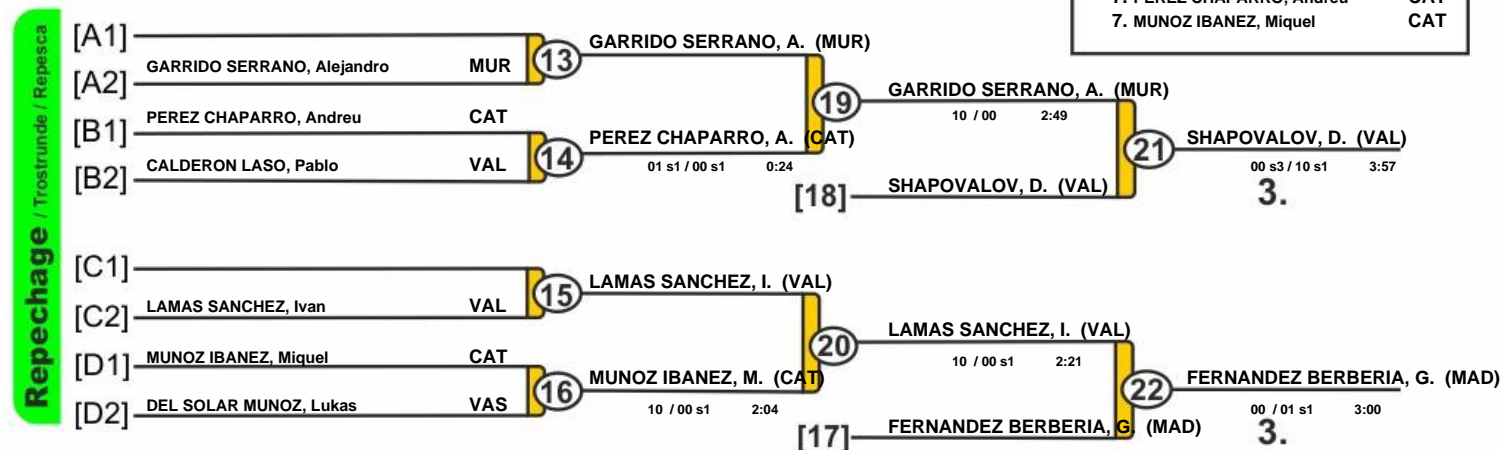 7. PEREZ CHAPARRO, Andreu CAT
7. MUNOZ IBANEZ, Miquel CAT
Repechage / Trostrunde / Repesca
[A1]
[A2] GARRIDO SERRANO, Alejandro MUR
13 GARRIDO SERRANO, A. (MUR)
[B1] PEREZ CHAPARRO, Andreu CAT
[B2] CALDERON LASO, Pablo VAL
14 PEREZ CHAPARRO, A. (CAT)
01 s1 / 00 s1 0:24
19 GARRIDO SERRANO, A. (MUR)
10 / 00 2:49
[18] SHAPOVALOV, D. (VAL)
21 SHAPOVALOV, D. (VAL)
00 s3 / 10 s1 3:57
3.
[C1]
[C2] LAMAS SANCHEZ, Ivan VAL
15 LAMAS SANCHEZ, I. (VAL)
[D1] MUNOZ IBANEZ, Miquel CAT
[D2] DEL SOLAR MUNOZ, Lukas VAS
16 MUNOZ IBANEZ, M. (CAT)
10 / 00 s1 2:04
20 LAMAS SANCHEZ, I. (VAL)
10 / 00 s1 2:21
[17] FERNANDEZ BERBERIA, G. (MAD)
22 FERNANDEZ BERBERIA, G. (MAD)
00 / 01 s1 3:00
3.